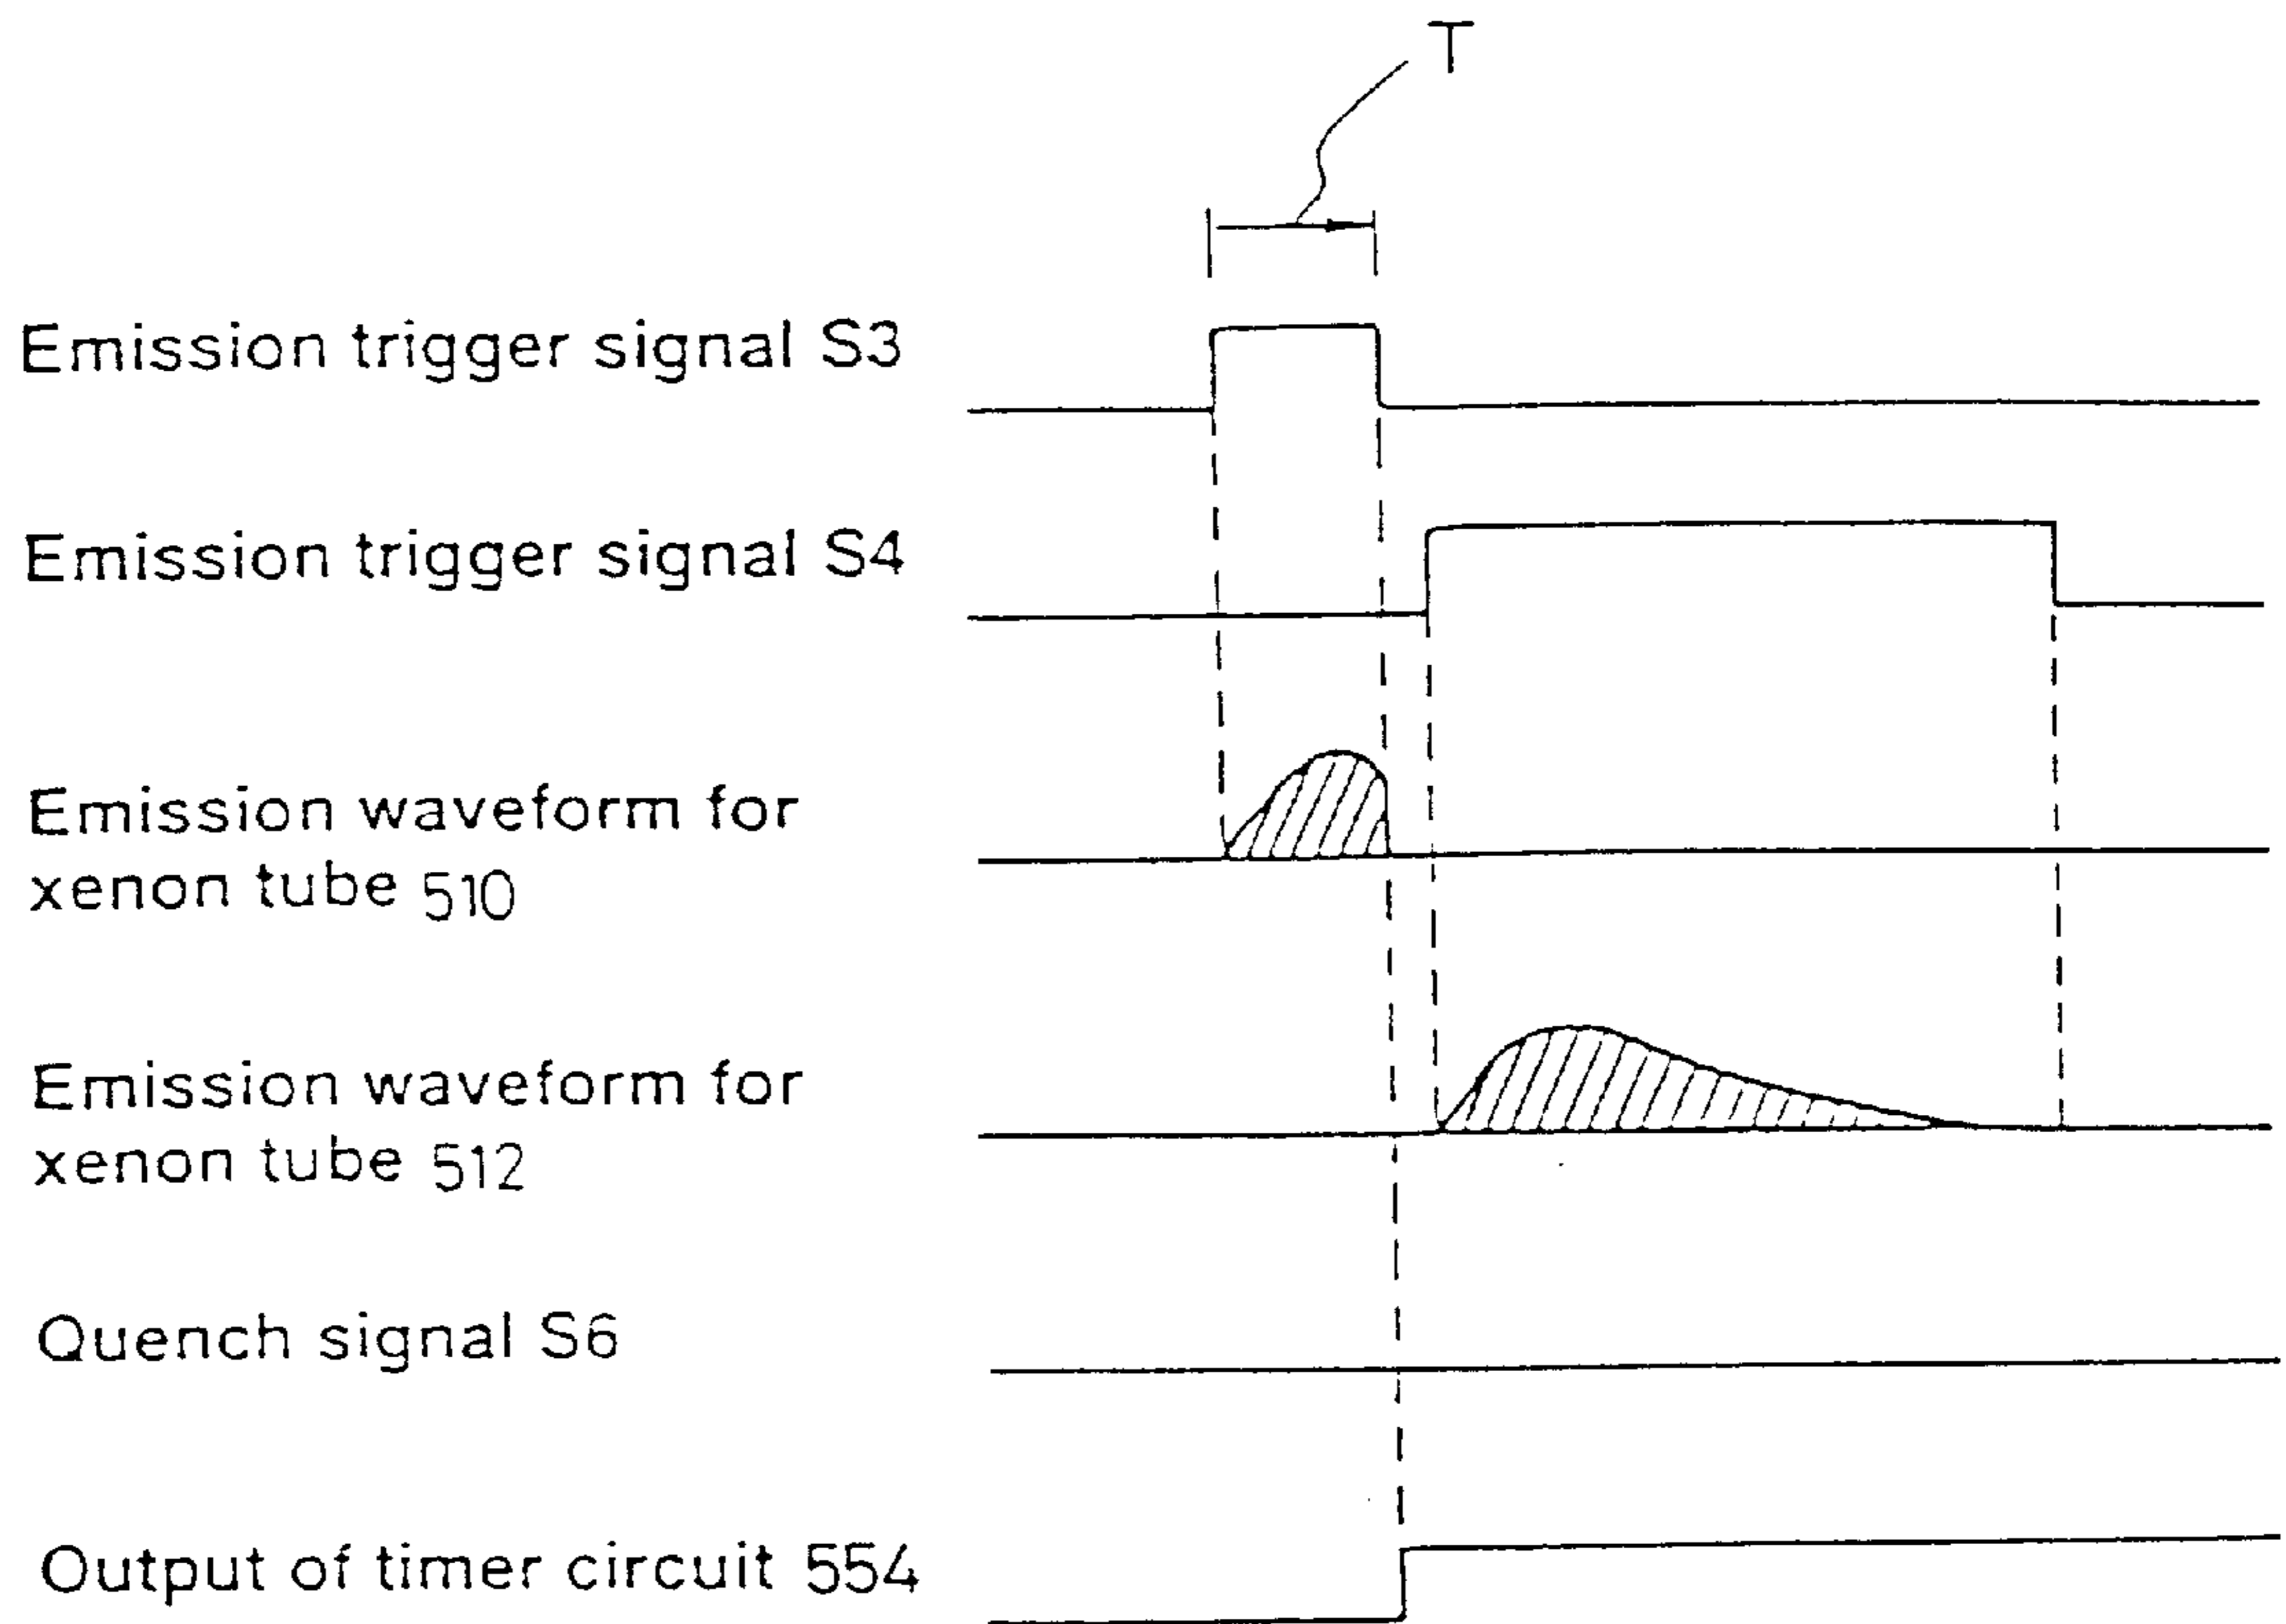 T
Emission trigger signal S3
Emission trigger signal S4
Emission waveform for
xenon tube 510
Emission waveform for
xenon tube 512
Quench signal S6
Output of timer circuit 554